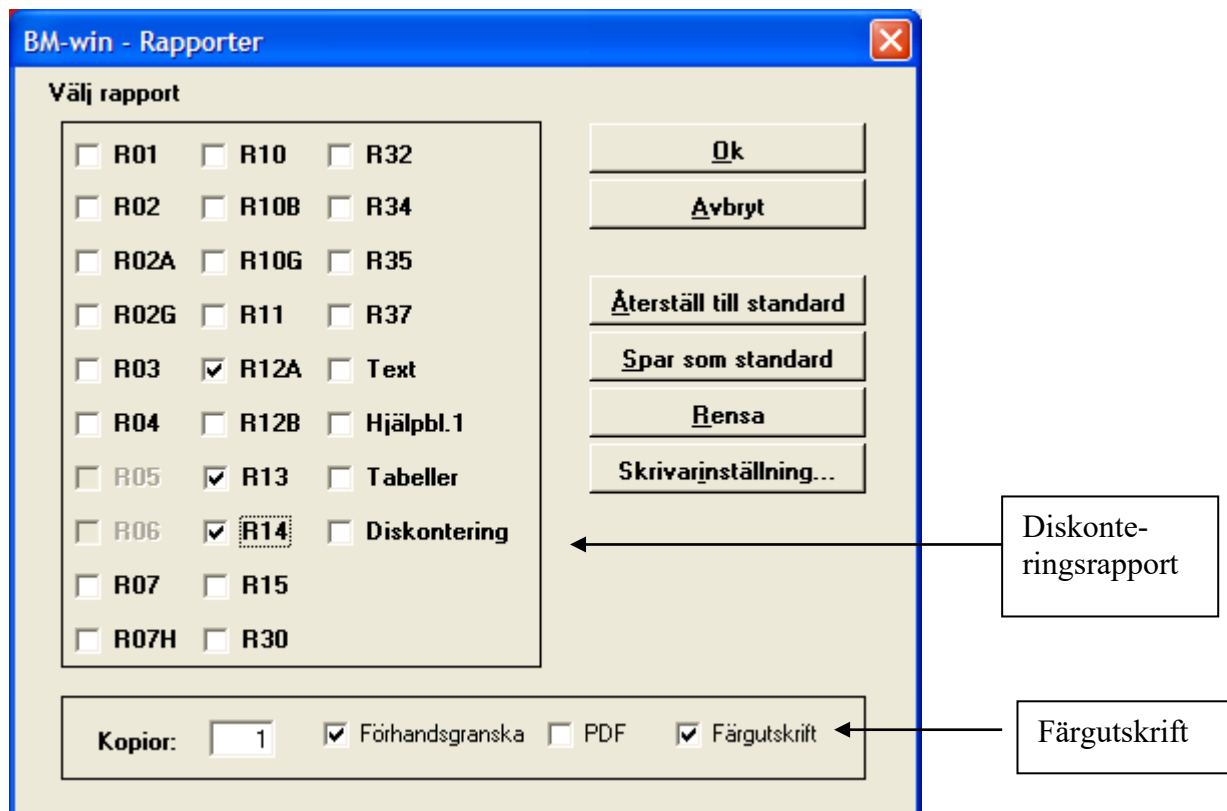 BM-win - Rapporter
Välj rapport
R01 R10 R32
R02 R10B R34
R02A R10G R35
R02G R11 R37
R03 R12A Text
R04 R12B Hjälpbl.1
R05 R13 Tabeller
R06 R14 Diskontering
R07 R15
R07H R30
Ok
Avbryt
Återställ till standard
Spar som standard
Rensa
Skrivarinställning...
Diskonte-
ringsrapport
Kopior: 1 Förhandsgranska PDF Färgutskrift
Färgutskrift